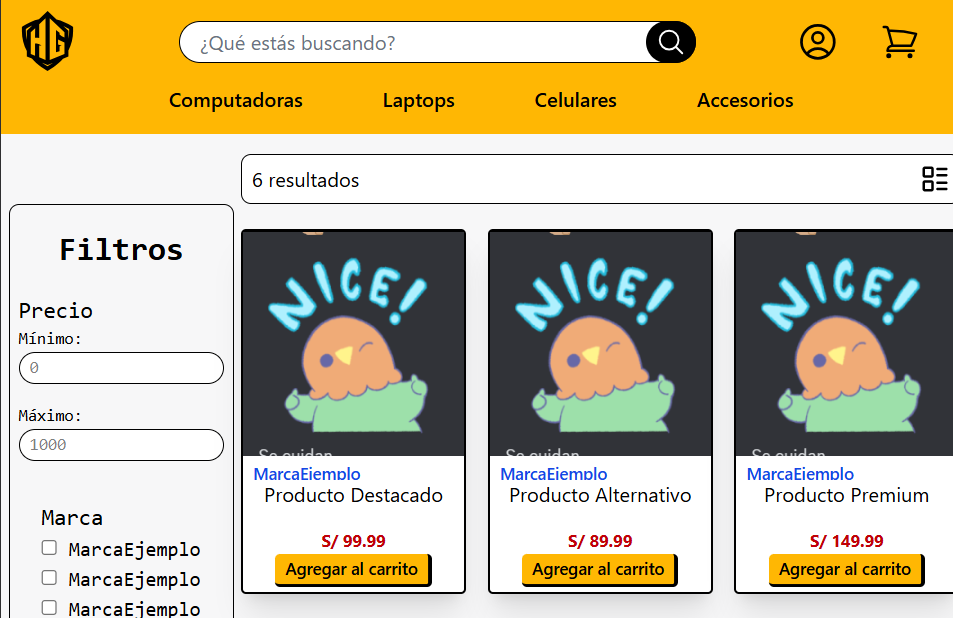 HG
¿Qué estás buscando?
Computadoras Laptops Celulares Accesorios
6 resultados
Filtros
Precio
Mínimo:
0
Máximo:
1000
Marca
MarcaEjemplo
MarcaEjemplo
MarcaEjemplo
NICE!
Se cuidan
MarcaEjemplo
Producto Destacado
S/ 99.99
Agregar al carrito
NICE!
Se cuidan
MarcaEjemplo
Producto Alternativo
S/ 89.99
Agregar al carrito
NICE!
Se cuidan
MarcaEjemplo
Producto Premium
S/ 149.99
Agregar al carrito